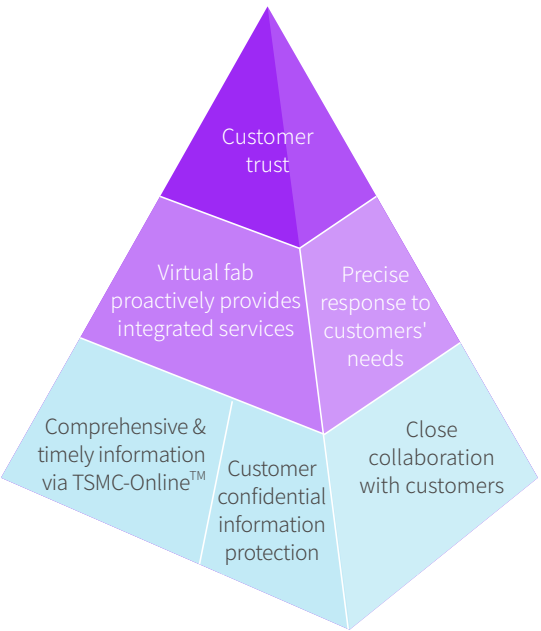 Customer
trust
Virtual fab
proactively provides
integrated services
Precise
response to
customers'
needs
Comprehensive &
timely information
via TSMC-Online™
Customer
confidential
information
protection
Close
collaboration
with customers